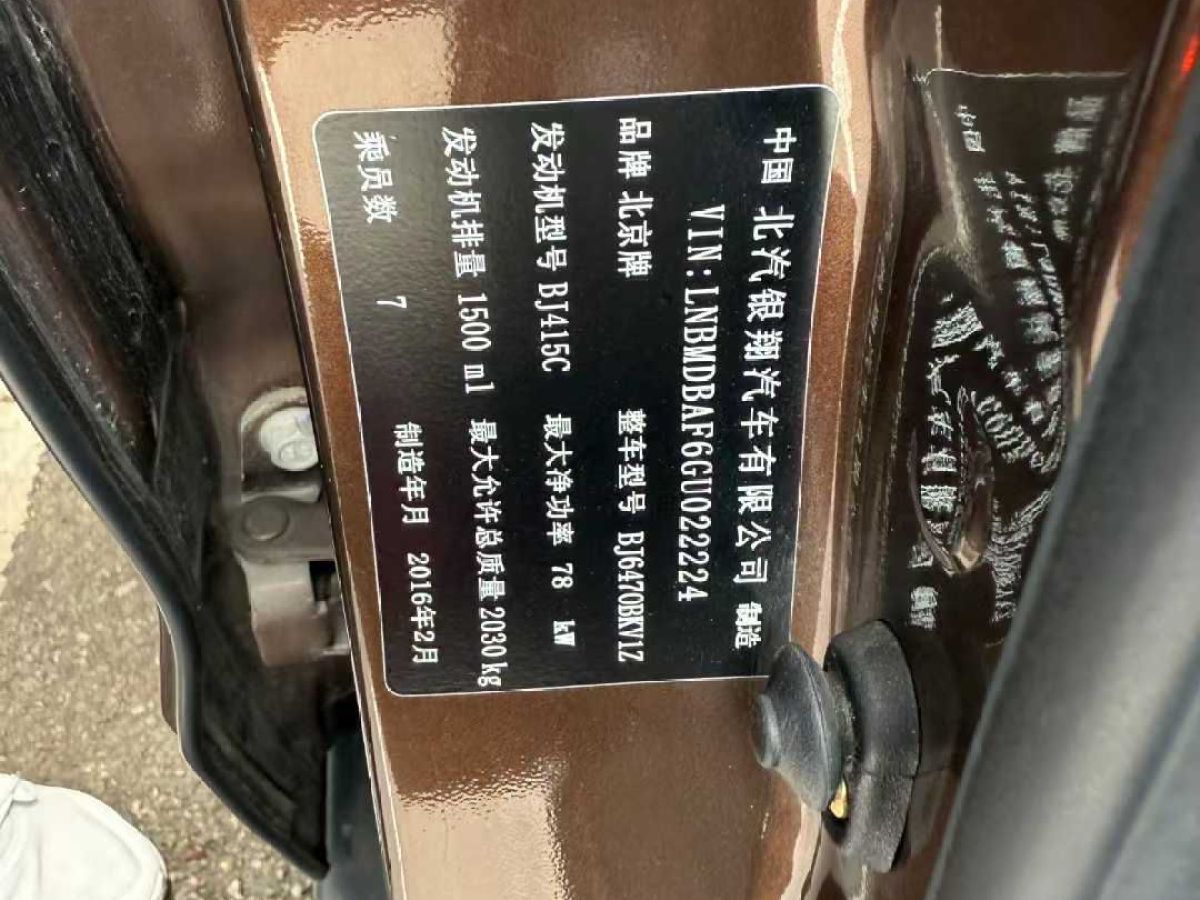 中国 北汽银翔汽车有限公司 制造
VIN:LNBMDBAF6GU022224
品牌 北京牌 整车型号 BJ6470BKV1Z
发动机型号 BJ415C 最大净功率 78 kW
发动机排量 1500 ml 最大允许总质量 2030 kg
乘员数 7 制造年月 2016年2月